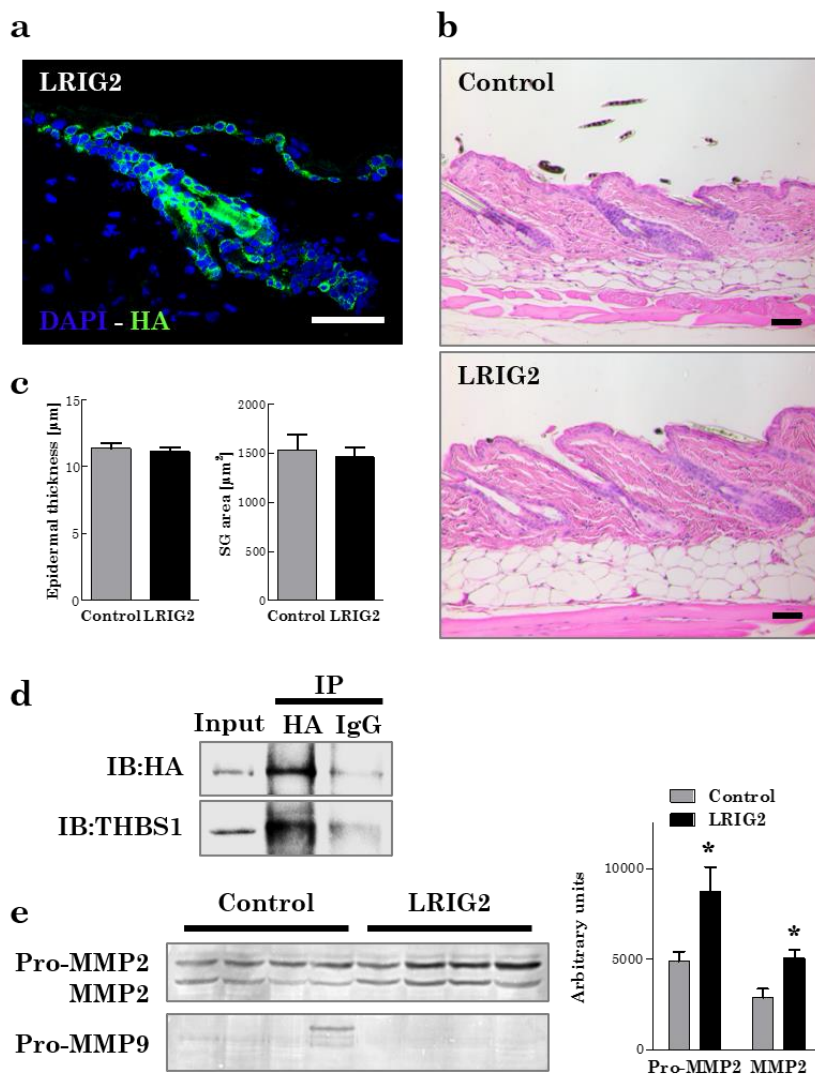 a
LRIG2
DAPI - HA
b
Control
LRIG2
c
Epidermal thickness [µm]
15
10
5
0
Control LRIG2
SG area [µm²]
2000
1500
1000
500
0
Control LRIG2
d
IP
Input HA IgG
IB:HA
IB:THBS1
e
Control LRIG2
Pro-MMP2
MMP2
Pro-MMP9
Control
LRIG2
Arbitrary units
10000
5000
0
* *
Pro-MMP2 MMP2